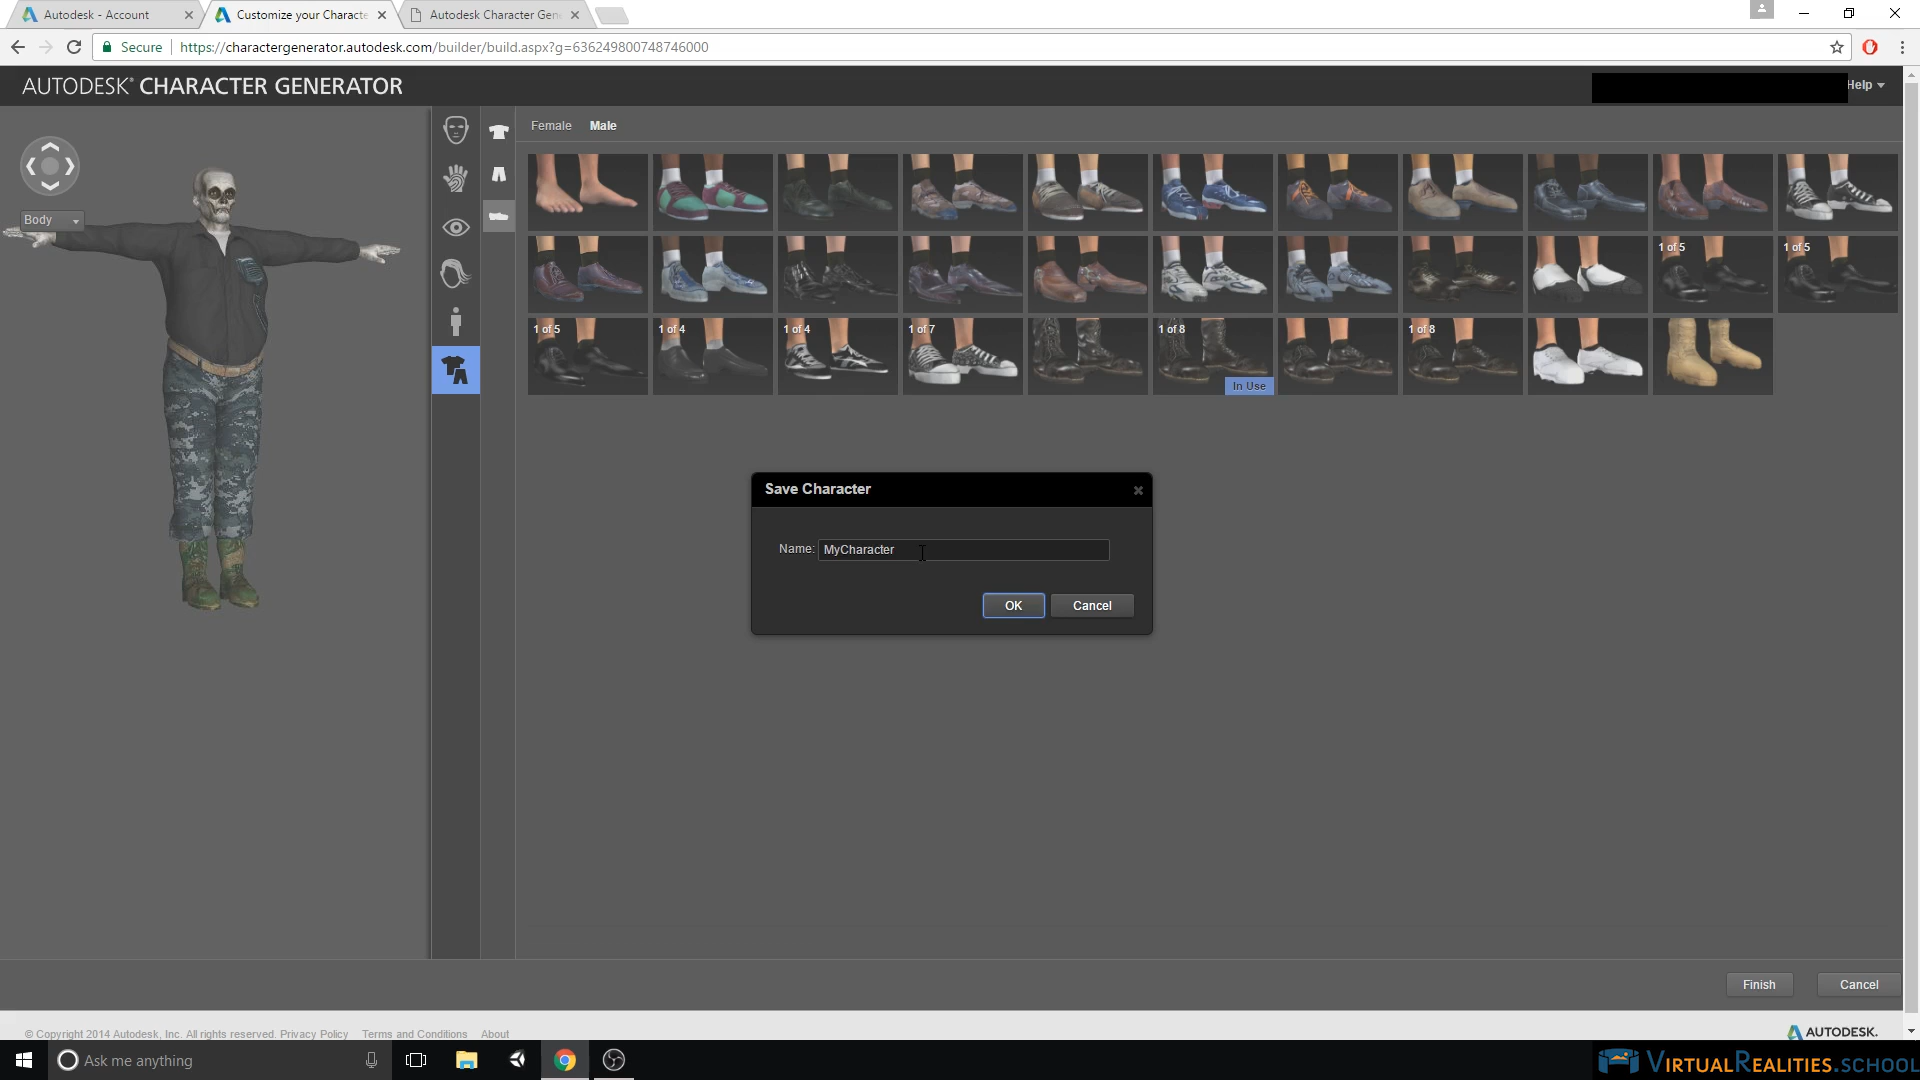 Autodesk - Account
Customize your Characte
Autodesk Character Gen
Secure
https://charactergenerator.autodesk.com/builder/build.aspx?g=636249800748746000
AUTODESK® CHARACTER GENERATOR
Help
Female Male
Body
1 of 5 1 of 5
1 of 5 1 of 4 1 of 4 1 of 7 1 of 8 1 of 8
In Use
Save Character
Name: MyCharacter
OK Cancel
Finish Cancel
© Copyright 2014 Autodesk, Inc. All rights reserved. Privacy Policy Terms and Conditions About
AUTODESK.
Ask me anything
VIRTUALREALITIES.SCHOOL